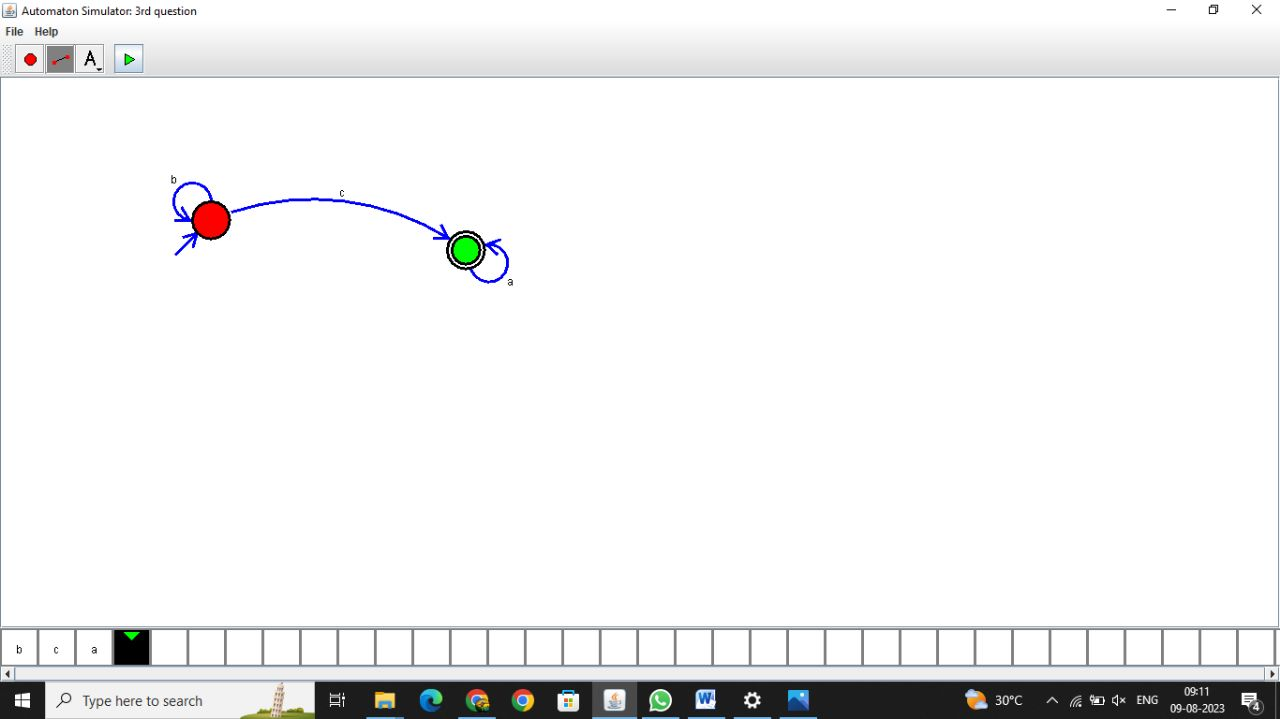 Automaton Simulator: 3rd question
File Help
A
b
c
a
b c a
Type here to search
30°C
ENG
09:11
09-08-2023
4